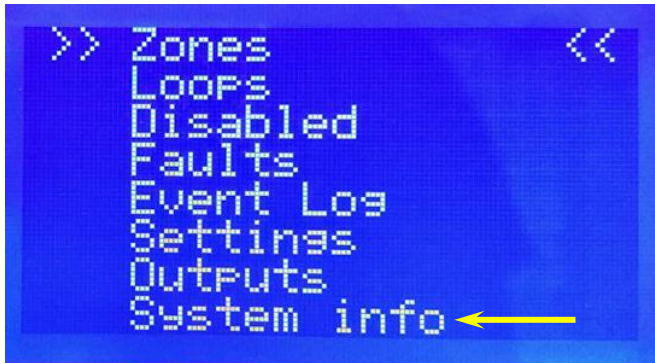 >> Zones <<
Loops
Disabled
Faults
Event Log
Settings
Outputs
System info